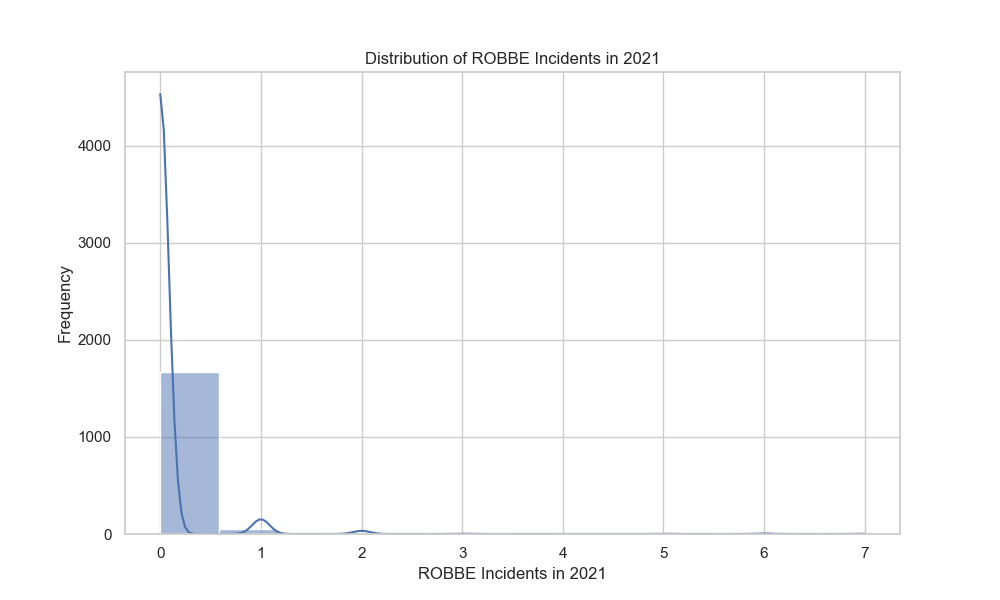 Distribution of ROBBE Incidents in 2021
Frequency
4000
3000
2000
1000
0
0 1 2 3 4 5 6 7
ROBBE Incidents in 2021